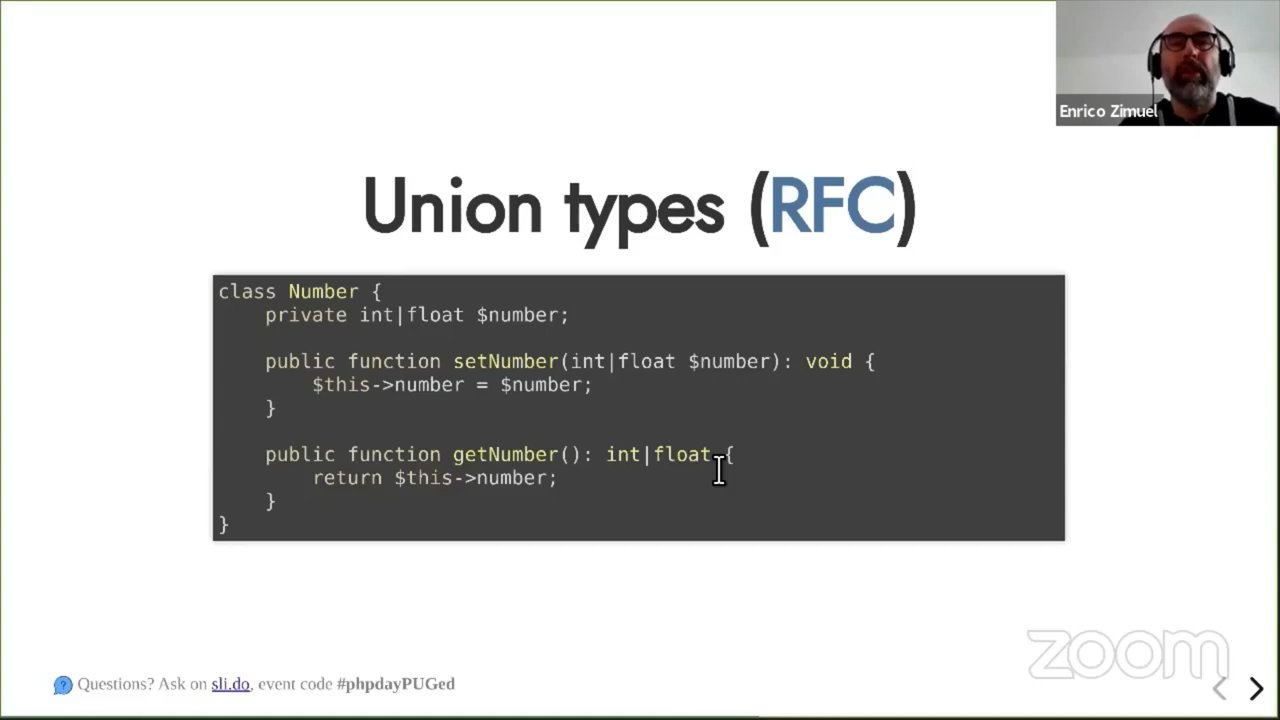 Enrico Zimuel
Union types (RFC)
class Number {
    private int|float $number;
    public function setNumber(int|float $number): void {
        $this->number = $number;
    }
    public function getNumber(): int|float {
        return $this->number;
    }
}
zoom
Questions? Ask on sli.do, event code #phpdayPUGed